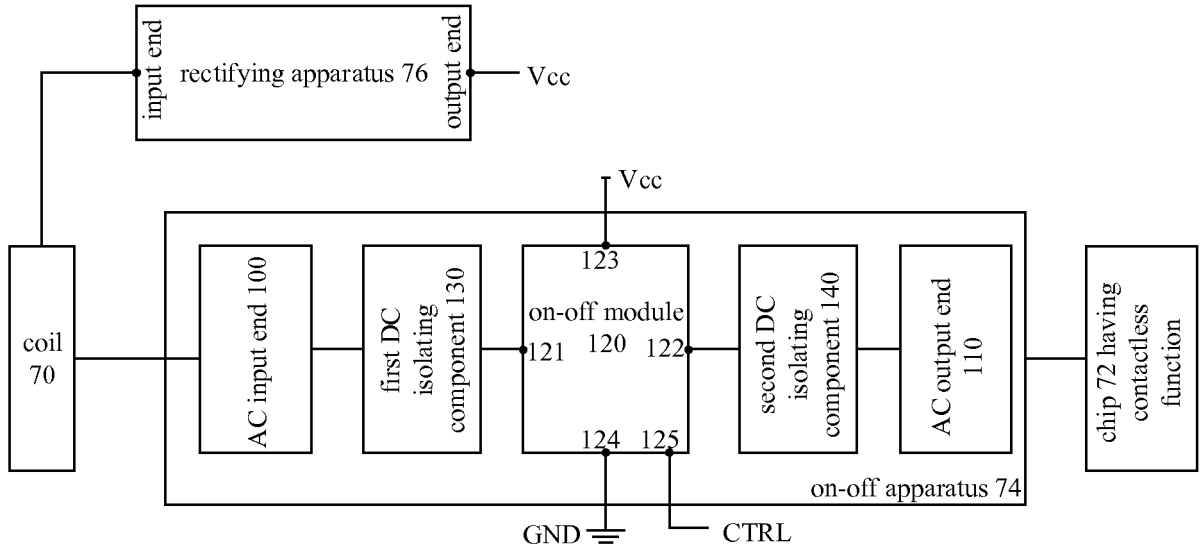 input end
rectifying apparatus 76
output end
Vcc
Vcc
coil
70
AC input end 100
first DC
isolating
component 130
123
on-off module
120
121
122
124
125
second DC
isolating
component 140
AC output end
110
chip 72 having
contactless
function
on-off apparatus 74
GND
CTRL